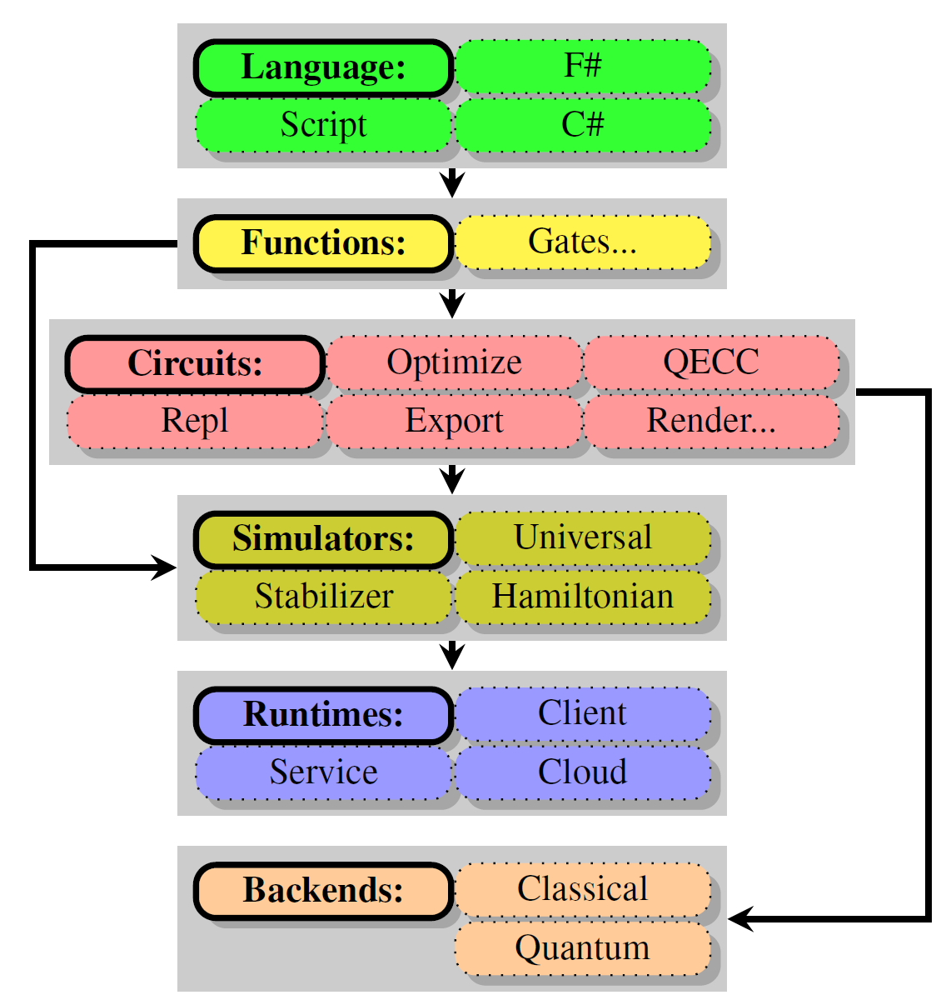 Language: F#
Script C#
Functions: Gates...
Circuits: Optimize QECC
Repl Export Render...
Simulators: Universal
Stabilizer Hamiltonian
Runtimes: Client
Service Cloud
Backends: Classical
Quantum